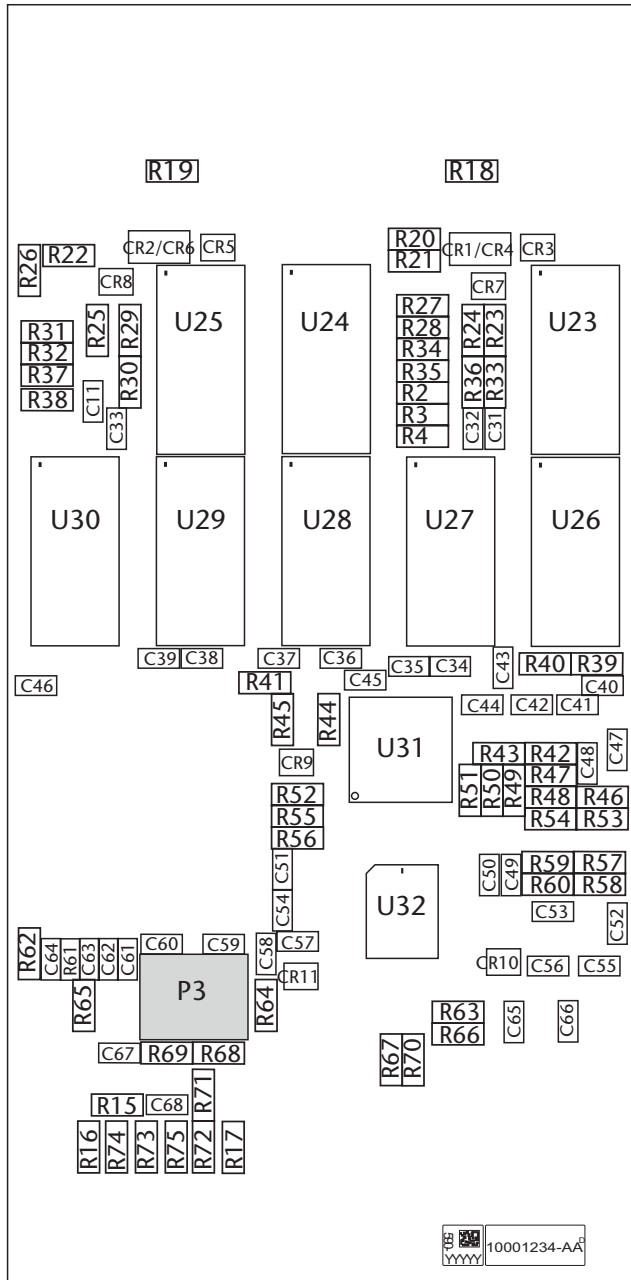 R19 R18
R26 R22 CR2/CR6 CR5 R20 CR1/CR4 CR3
R21
CR8 CR7
R25 R29 U25 U24 R27 R24 R23 U23
R31 R28
R32 R34
R37 R30 R35 R36 R33
R38 C11 R2
C33 R3 C32 C31
R4
U30 U29 U28 U27 U26
C39 C38 C37 C36 C35 C34 C43 R40 R39
C46 R41 C45 C40
R45 R44 C44 C42 C41
U31 R43 R42 C48 C47
CR9 R51 R50 R49 R47
R52 R48 R46
R55 R54 R53
R56
C51 C50 C49 R59 R57
R60 R58
C54 U32 C53 C52
R62 C64 R61 C63 C62 C61 C60 C59 C58 C57
CR11 CR10 C56 C55
R65 P3 R64
R63 C65 C66
R66
C67 R69 R68 R67 R70
R15 C68 R71
R16 R74 R73 R75 R72 R17
590-
YYYY
10001234-AA D